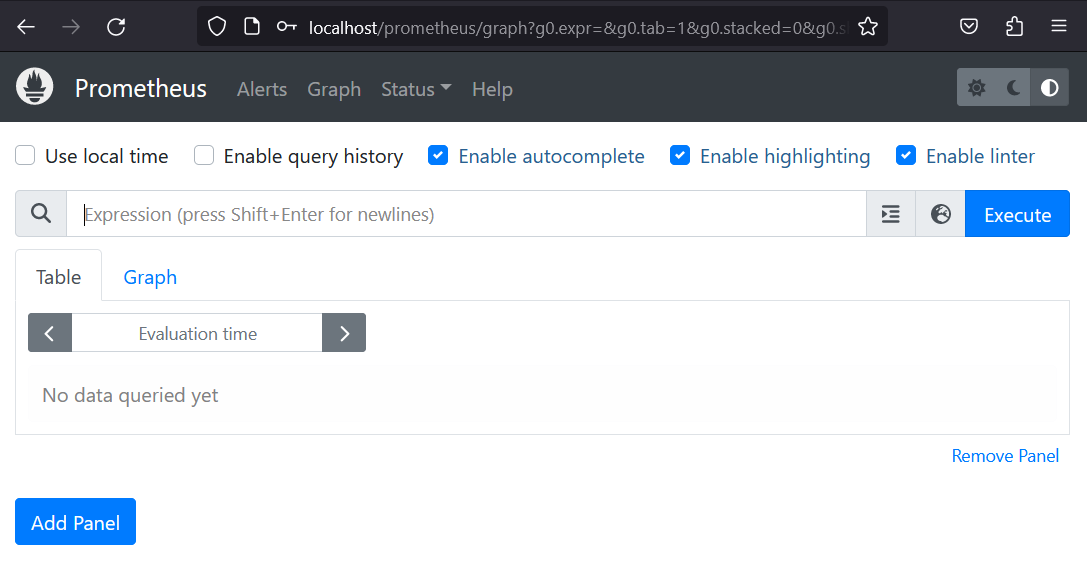 localhost/prometheus/graph?g0.expr=&g0.tab=1&g0.stacked=0&g0.s
Prometheus Alerts Graph Status Help
Use local time Enable query history Enable autocomplete Enable highlighting Enable linter
Expression (press Shift+Enter for newlines) Execute
Table Graph
Evaluation time
No data queried yet
Remove Panel
Add Panel